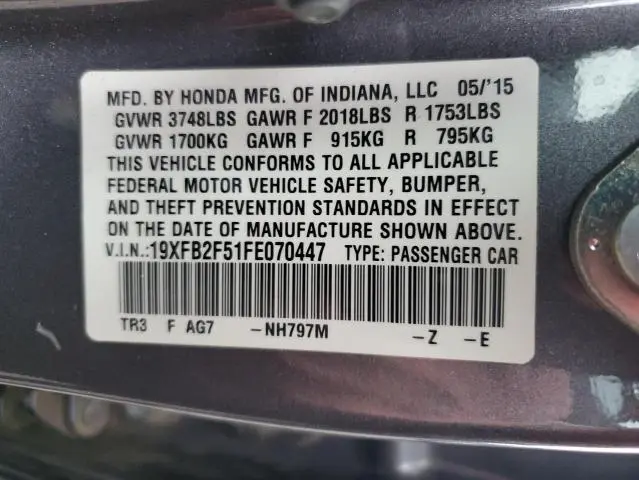 MFD. BY HONDA MFG. OF INDIANA, LLC 05/'15
GVWR 3748LBS GAWR F 2018LBS R 1753LBS
GVWR 1700KG GAWR F 915KG R 795KG
THIS VEHICLE CONFORMS TO ALL APPLICABLE
FEDERAL MOTOR VEHICLE SAFETY, BUMPER,
AND THEFT PREVENTION STANDARDS IN EFFECT
ON THE DATE OF MANUFACTURE SHOWN ABOVE.
V.I.N.:19XFB2F51FE070447 TYPE: PASSENGER CAR
TR3 F AG7 -NH797M -Z -E